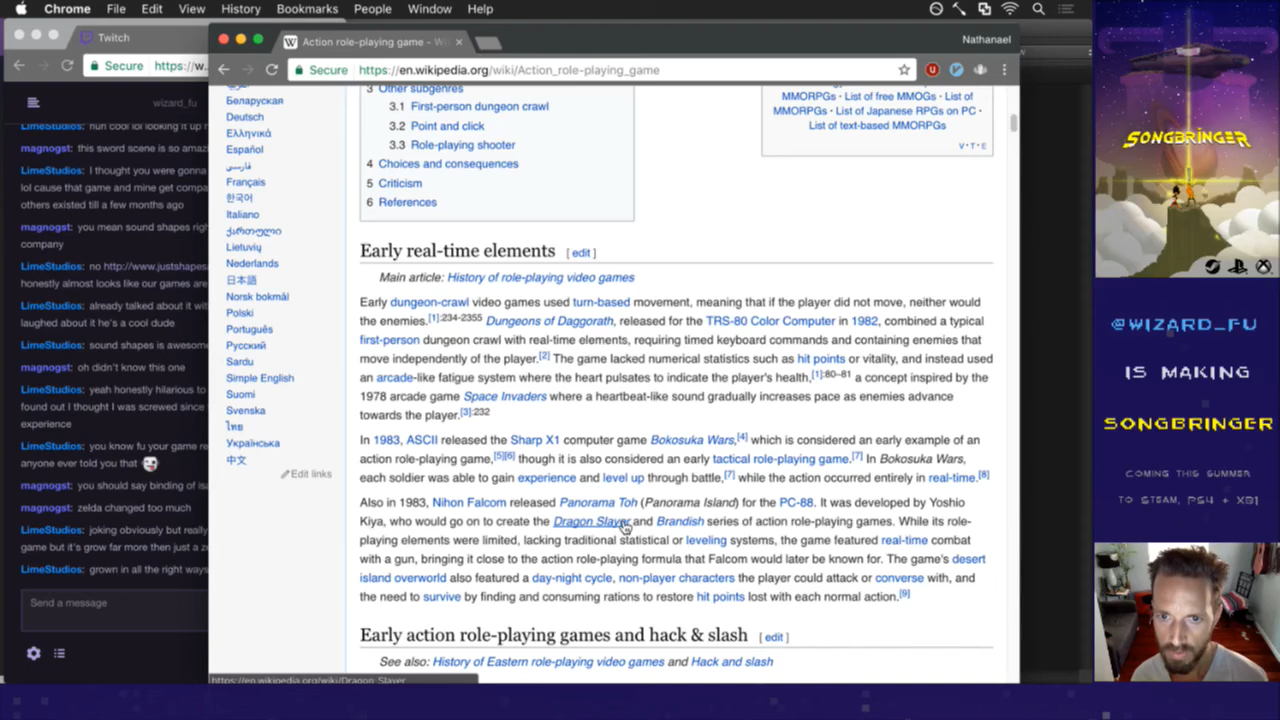 Chrome File Edit View History Bookmarks People Window Help
Twitch
Action role-playing game - Wi
Nathanael
Secure https://w
Secure https://en.wikipedia.org/wiki/Action_role-playing_game
wizard_fu
LimeStudios: huh cool lol looking it up
magnogst: this sword scene is so amaz
LimeStudios: I thought you were gonna
lol cause that game and mine get compa
others existed till a few months ago
magnogst: you mean sound shapes righ
company
LimeStudios: no http://www.justshapes
honestly almost looks like our games are
LimeStudios: already talked about it wit
laughed about it he's a cool dude
LimeStudios: sound shapes is awesome
magnogst: oh didn't know this one
LimeStudios: yeah honestly hilarious to
found out I thought I was screwed since
experience
LimeStudios: you know fu your game re
anyone ever told you that
magnogst: you should say binding of isa
magnogst: zelda changed too much
LimeStudios: joking obviously but really
game but it's grow far more then just a z
LimeStudios: grown in all the right ways
Send a message
Беларуская
Deutsch
Ελληνικά
Español
فارسی
Français
한국어
Italiano
ქართული
Lietuvių
Nederlands
日本語
Norsk bokmål
Polski
Português
Русский
Sardu
Simple English
Suomi
Svenska
ไทย
Українська
中文
Edit links
3 Other subgenres
3.1 First-person dungeon crawl
3.2 Point and click
3.3 Role-playing shooter
4 Choices and consequences
5 Criticism
6 References
MMORPGs • List of free MMOGs • List of
MMORPGs • List of Japanese RPGs on PC •
List of text-based MMORPGs
V • T • E
Early real-time elements [ edit ]
Main article: History of role-playing video games
Early dungeon-crawl video games used turn-based movement, meaning that if the player did not move, neither would
the enemies.[1]:234-2355 Dungeons of Daggorath, released for the TRS-80 Color Computer in 1982, combined a typical
first-person dungeon crawl with real-time elements, requiring timed keyboard commands and containing enemies that
move independently of the player.[2] The game lacked numerical statistics such as hit points or vitality, and instead used
an arcade-like fatigue system where the heart pulsates to indicate the player's health,[1]:80–81 a concept inspired by the
1978 arcade game Space Invaders where a heartbeat-like sound gradually increases pace as enemies advance
towards the player.[3]:232
In 1983, ASCII released the Sharp X1 computer game Bokosuka Wars,[4] which is considered an early example of an
action role-playing game,[5][6] though it is also considered an early tactical role-playing game.[7] In Bokosuka Wars,
each soldier was able to gain experience and level up through battle,[7] while the action occurred entirely in real-time.[8]
Also in 1983, Nihon Falcom released Panorama Toh (Panorama Island) for the PC-88. It was developed by Yoshio
Kiya, who would go on to create the Dragon Slayer and Brandish series of action role-playing games. While its role-
playing elements were limited, lacking traditional statistical or leveling systems, the game featured real-time combat
with a gun, bringing it close to the action role-playing formula that Falcom would later be known for. The game's desert
island overworld also featured a day-night cycle, non-player characters the player could attack or converse with, and
the need to survive by finding and consuming rations to restore hit points lost with each normal action.[9]
Early action role-playing games and hack & slash [ edit ]
See also: History of Eastern role-playing video games and Hack and slash
https://en.wikipedia.org/wiki/Dragon_Slayer
SONGBRINGER
@WIZARD_FU
IS MAKING
SONGBRINGER
COMING THIS SUMMER
TO STEAM, PS4 + XB1